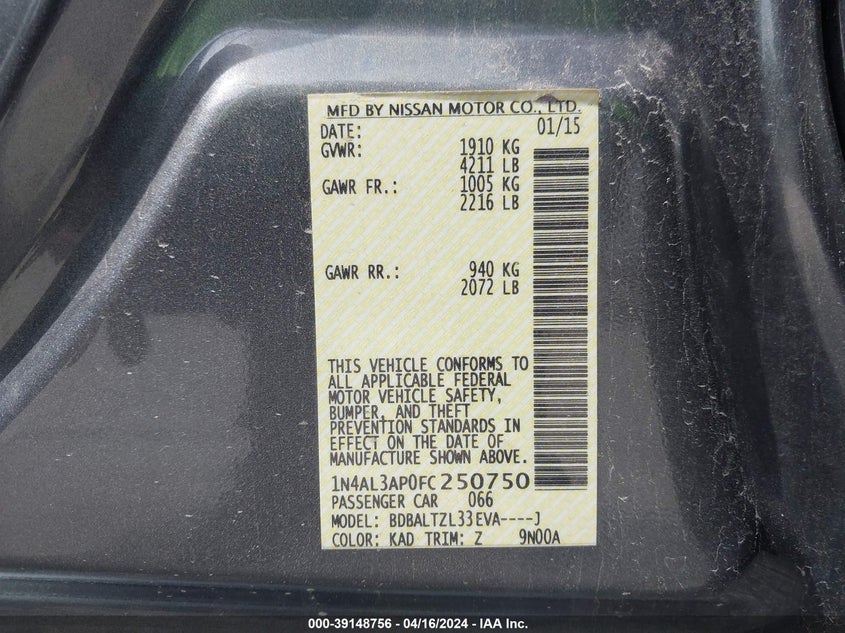 MFD BY NISSAN MOTOR CO., LTD.
DATE: 01/15
GVWR: 1910 KG
4211 LB
GAWR FR.: 1005 KG
2216 LB
GAWR RR.: 940 KG
2072 LB
THIS VEHICLE CONFORMS TO
ALL APPLICABLE FEDERAL
MOTOR VEHICLE SAFETY,
BUMPER, AND THEFT
PREVENTION STANDARDS IN
EFFECT ON THE DATE OF
MANUFACTURE SHOWN ABOVE.
1N4AL3AP0FC250750
PASSENGER CAR 066
MODEL: BDBALTZL33EVA----J
COLOR: KAD TRIM: Z 9N00A
000-39148756 - 04/16/2024 - IAA Inc.